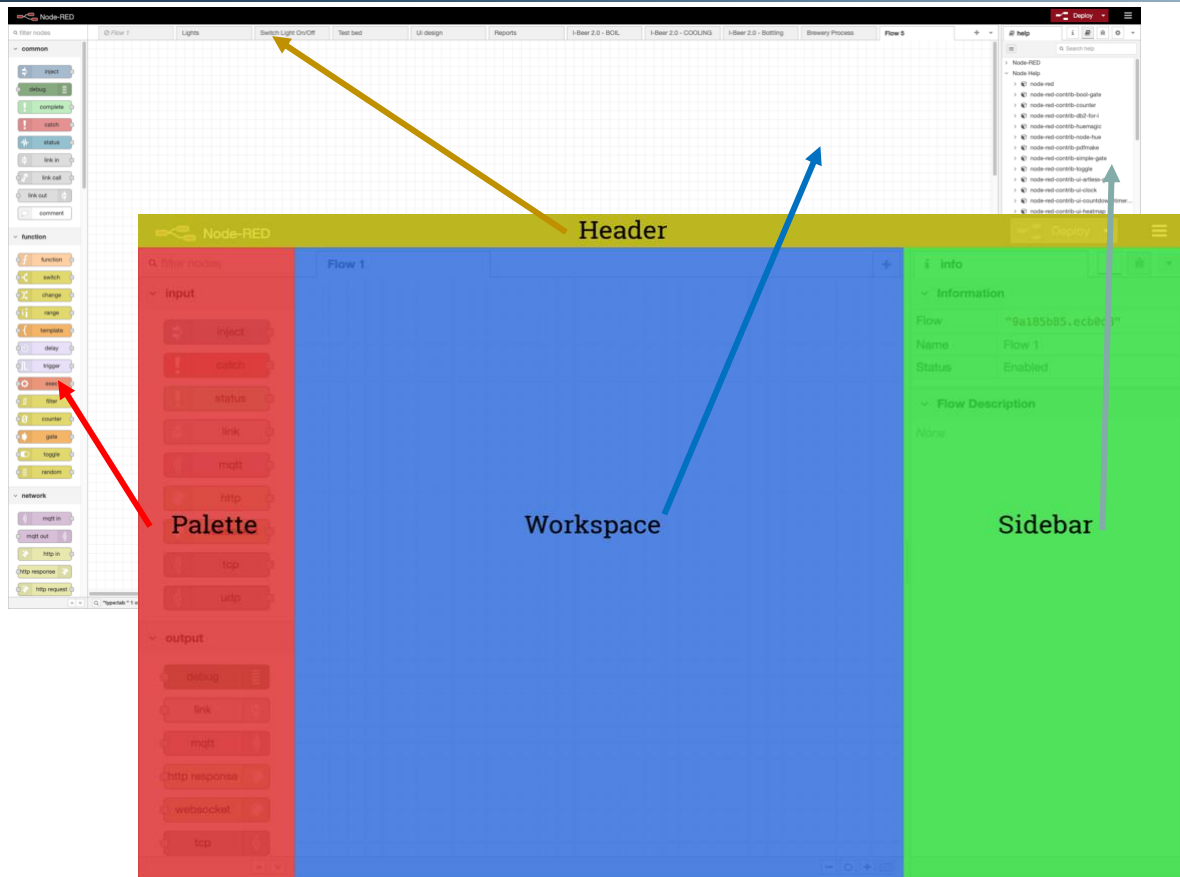 Node-RED
Deploy
filter nodes
Flow 1
Lights
Switch Light On/Off
Test bed
UI design
Reports
I-Beer 2.0 - BOIL
I-Beer 2.0 - COOLING
I-Beer 2.0 - Bottling
Brewery Process
Flow 5
help
i
Search help
common
inject
debug
complete
catch
status
link in
link call
link out
comment
function
function
switch
change
range
template
delay
trigger
exec
filter
counter
gate
toggle
random
network
mqtt in
mqtt out
http in
http response
http request
Node-RED
Node Help
node-red
node-red-contrib-bool-gate
node-red-contrib-counter
node-red-contrib-db2-for-i
node-red-contrib-huemagic
node-red-contrib-node-hue
node-red-contrib-pdfmake
node-red-contrib-simple-gate
node-red-contrib-toggle
node-red-contrib-ui-clock
node-red-contrib-ui-heatmap
Node-RED
Header
Deploy
filter nodes
Flow 1
i info
input
inject
catch
status
link
mqtt
http
tcp
udp
output
debug
link
mqtt
http response
websocket
tcp
Palette
Workspace
Sidebar
Information
Flow
Name
Flow 1
Status
Enabled
Flow Description
None